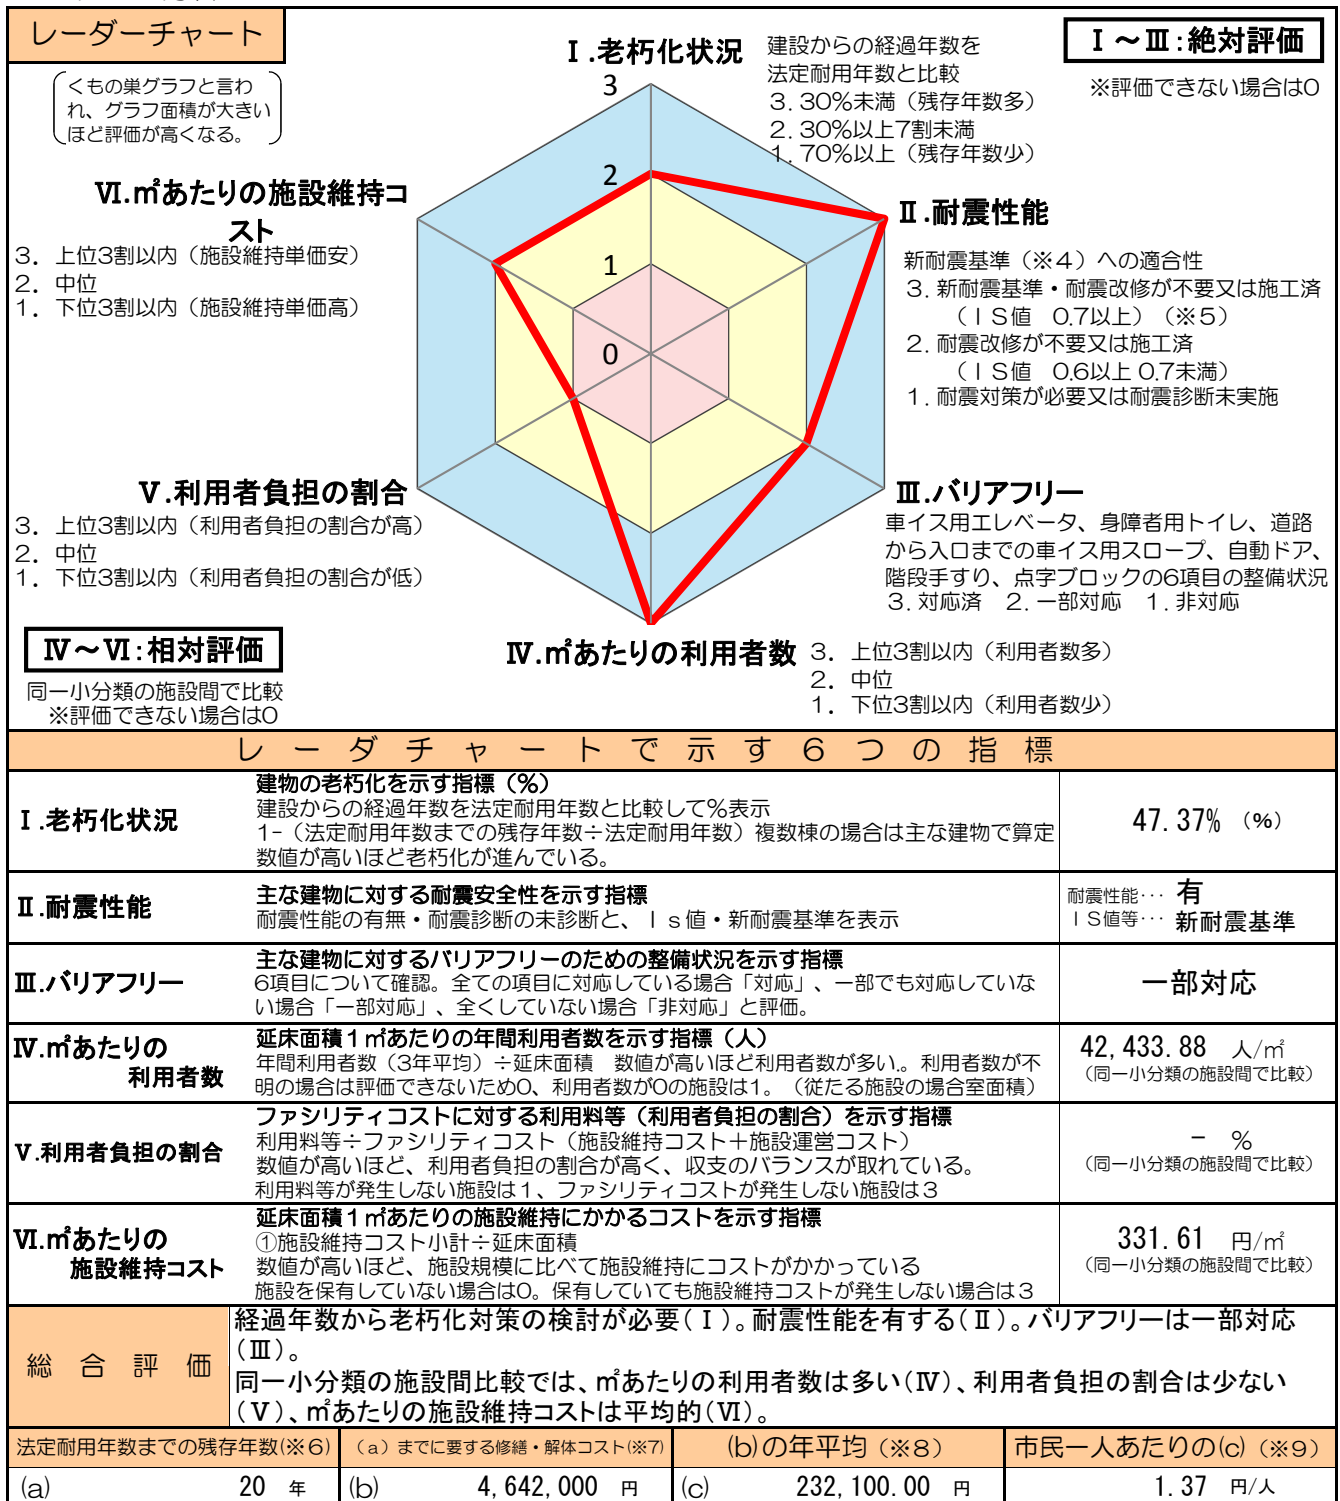 レーダーチャート
くもの巣グラフと言わ
れ、グラフ面積が大きい
ほど評価が高くなる。
Ⅰ～Ⅲ:絶対評価
※評価できない場合は0
Ⅰ.老朽化状況
建設からの経過年数を
法定耐用年数と比較
3. 30%未満（残存年数多）
2. 30%以上7割未満
1. 70%以上（残存年数少）
3
2
1
0
Ⅱ.耐震性能
新耐震基準（※4）への適合性
3. 新耐震基準・耐震改修が不要又は施工済
（ＩＳ値　0.7以上）（※5）
2. 耐震改修が不要又は施工済
（ＩＳ値　0.6以上 0.7未満）
1. 耐震対策が必要又は耐震診断未実施
Ⅵ.㎡あたりの施設維持コ
スト
3. 上位3割以内（施設維持単価安）
2. 中位
1. 下位3割以内（施設維持単価高）
Ⅲ.バリアフリー
車イス用エレベータ、身障者用トイレ、道路
から入口までの車イス用スロープ、自動ドア、
階段手すり、点字ブロックの6項目の整備状況
3. 対応済　2. 一部対応　1. 非対応
Ⅴ.利用者負担の割合
3. 上位3割以内（利用者負担の割合が高）
2. 中位
1. 下位3割以内（利用者負担の割合が低）
Ⅳ.㎡あたりの利用者数
3. 上位3割以内（利用者数多）
2. 中位
1. 下位3割以内（利用者数少）
Ⅳ～Ⅵ:相対評価
同一小分類の施設間で比較
※評価できない場合は0
レーダチャートで示す6つの指標
Ⅰ.老朽化状況
建物の老朽化を示す指標（%）
建設からの経過年数を法定耐用年数と比較して%表示
1-（法定耐用年数までの残存年数÷法定耐用年数）複数棟の場合は主な建物で算定
数値が高いほど老朽化が進んでいる。
47.37% （%）
Ⅱ.耐震性能
主な建物に対する耐震安全性を示す指標
耐震性能の有無・耐震診断の未診断と、Ｉｓ値・新耐震基準を表示
耐震性能… 有
ＩＳ値等… 新耐震基準
Ⅲ.バリアフリー
主な建物に対するバリアフリーのための整備状況を示す指標
6項目について確認。全ての項目に対応している場合「対応」、一部でも対応していな
い場合「一部対応」、全くしていない場合「非対応」と評価。
一部対応
Ⅳ.㎡あたりの
利用者数
延床面積１㎡あたりの年間利用者数を示す指標（人）
年間利用者数（3年平均）÷延床面積　数値が高いほど利用者数が多い。利用者数が不
明の場合は評価できないため0、利用者数が0の施設は1。（従たる施設の場合室面積）
42,433.88 人/㎡
（同一小分類の施設間で比較）
Ⅴ.利用者負担の割合
ファシリティコストに対する利用料等（利用者負担の割合）を示す指標
利用料等÷ファシリティコスト（施設維持コスト＋施設運営コスト）
数値が高いほど、利用者負担の割合が高く、収支のバランスが取れている。
利用料等が発生しない施設は１、ファシリティコストが発生しない施設は３
- %
（同一小分類の施設間で比較）
Ⅵ.㎡あたりの
施設維持コスト
延床面積１㎡あたりの施設維持にかかるコストを示す指標
①施設維持コスト小計÷延床面積
数値が高いほど、施設規模に比べて施設維持にコストがかかっている
施設を保有していない場合は0。保有していても施設維持コストが発生しない場合は３
331.61 円/㎡
（同一小分類の施設間で比較）
総合評価
経過年数から老朽化対策の検討が必要(Ⅰ)。耐震性能を有する(Ⅱ)。バリアフリーは一部対応
(Ⅲ)。
同一小分類の施設間比較では、㎡あたりの利用者数は多い(Ⅳ)、利用者負担の割合は少ない
(Ⅴ)、㎡あたりの施設維持コストは平均的(Ⅵ)。
法定耐用年数までの残存年数(※6)
（a）までに要する修繕・解体コスト(※7)
(b)の年平均（※8）
市民一人あたりの(c)（※9）
(a) 20 年
(b) 4,642,000 円
(c) 232,100.00 円
1.37 円/人